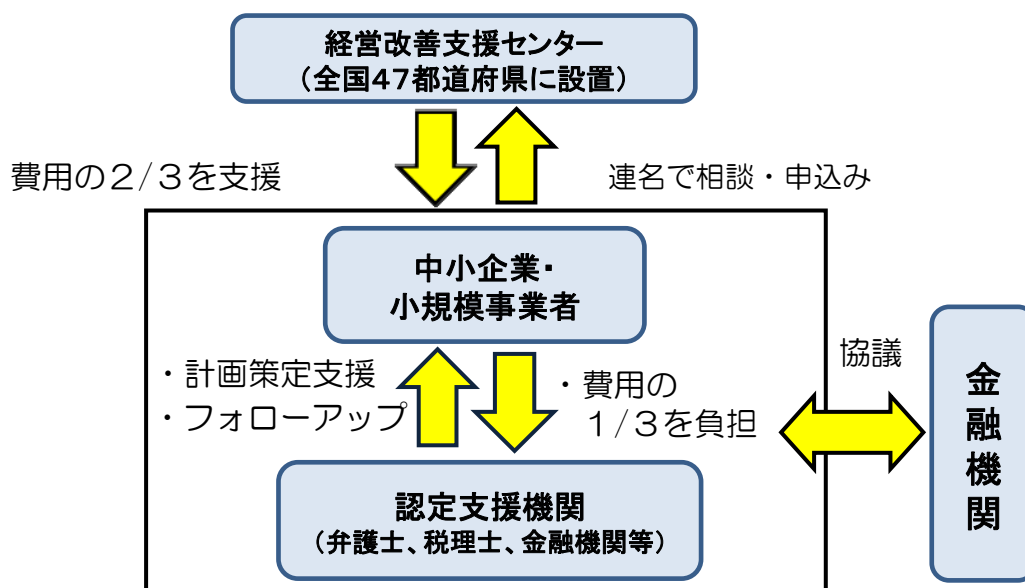 経営改善支援センター
（全国47都道府県に設置）
費用の２/３を支援
連名で相談・申込み
中小企業・
小規模事業者
・計画策定支援
・フォローアップ
・費用の
１/３を負担
協議
金融機関
認定支援機関
（弁護士、税理士、金融機関等）